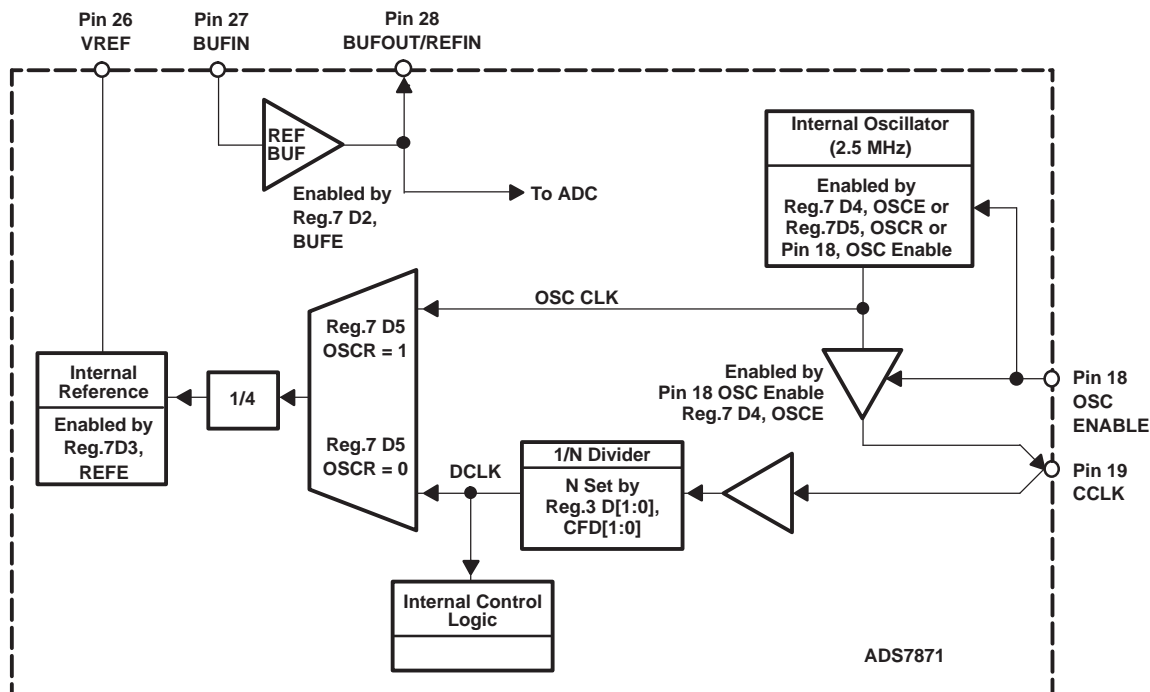 Pin 26
VREF
Pin 27
BUFIN
Pin 28
BUFOUT/REFIN
REF
BUF
Enabled by
Reg.7 D2,
BUFE
To ADC
Internal Oscillator
(2.5 MHz)
Enabled by
Reg.7 D4, OSCE or
Reg.7D5, OSCR or
Pin 18, OSC Enable
OSC CLK
Reg.7 D5
OSCR = 1
Internal
Reference
Enabled by
Reg.7D3,
REFE
1/4
Enabled by
Pin 18 OSC Enable
Reg.7 D4, OSCE
Pin 18
OSC
ENABLE
Reg.7 D5
OSCR = 0
DCLK
1/N Divider
N Set by
Reg.3 D[1:0],
CFD[1:0]
Pin 19
CCLK
Internal Control
Logic
ADS7871